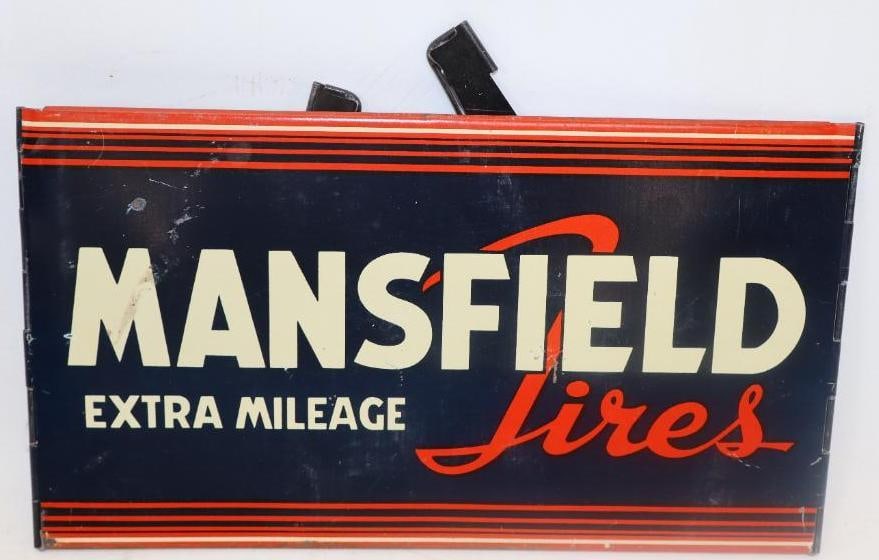 MANSFIELD
EXTRA MILEAGE
Tires